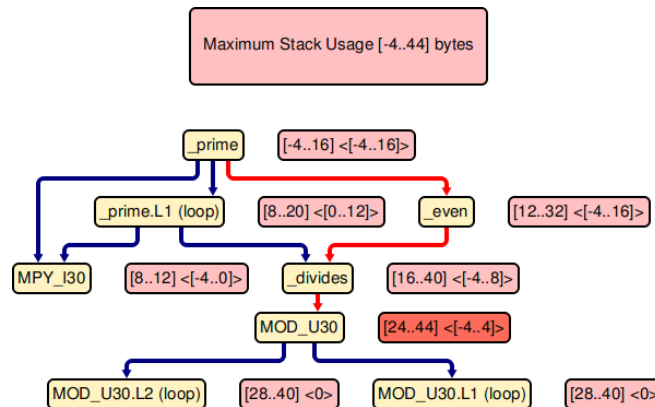 Maximum Stack Usage [-4..44] bytes
_prime [-4..16] <[-4..16]>
_prime.L1 (loop) [8..20] <[0..12]> _even [12..32] <[-4..16]>
MPY_I30 [8..12] <[-4..0]> _divides [16..40] <[-4..8]>
MOD_U30 [24..44] <[-4..4]>
MOD_U30.L2 (loop) [28..40] <0> MOD_U30.L1 (loop) [28..40] <0>